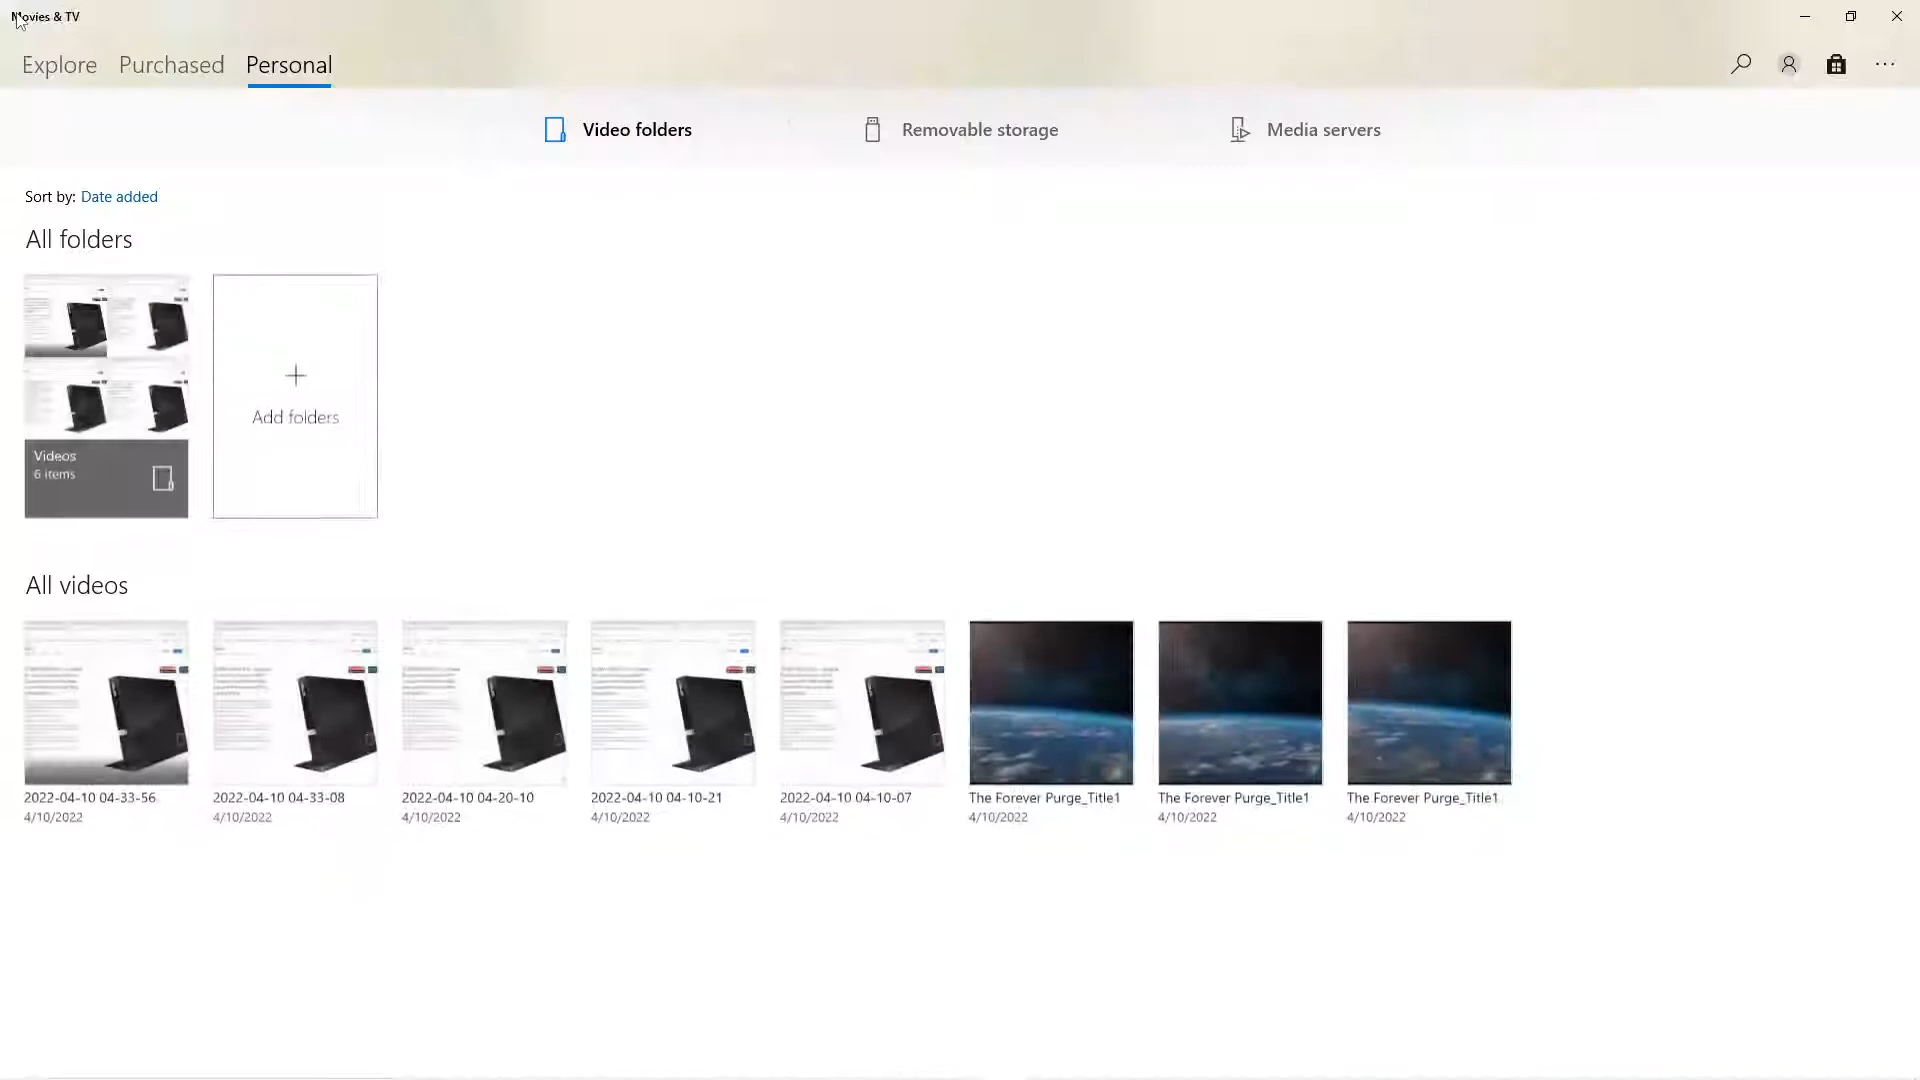 Movies & TV
Explore Purchased Personal
Video folders Removable storage Media servers
Sort by: Date added
All folders
Videos
6 items
Add folders
All videos
2022-04-10 04-33-56 2022-04-10 04-33-08 2022-04-10 04-20-10 2022-04-10 04-10-21 2022-04-10 04-10-07 The Forever Purge_Title1 The Forever Purge_Title1 The Forever Purge_Title1
4/10/2022 4/10/2022 4/10/2022 4/10/2022 4/10/2022 4/10/2022 4/10/2022 4/10/2022